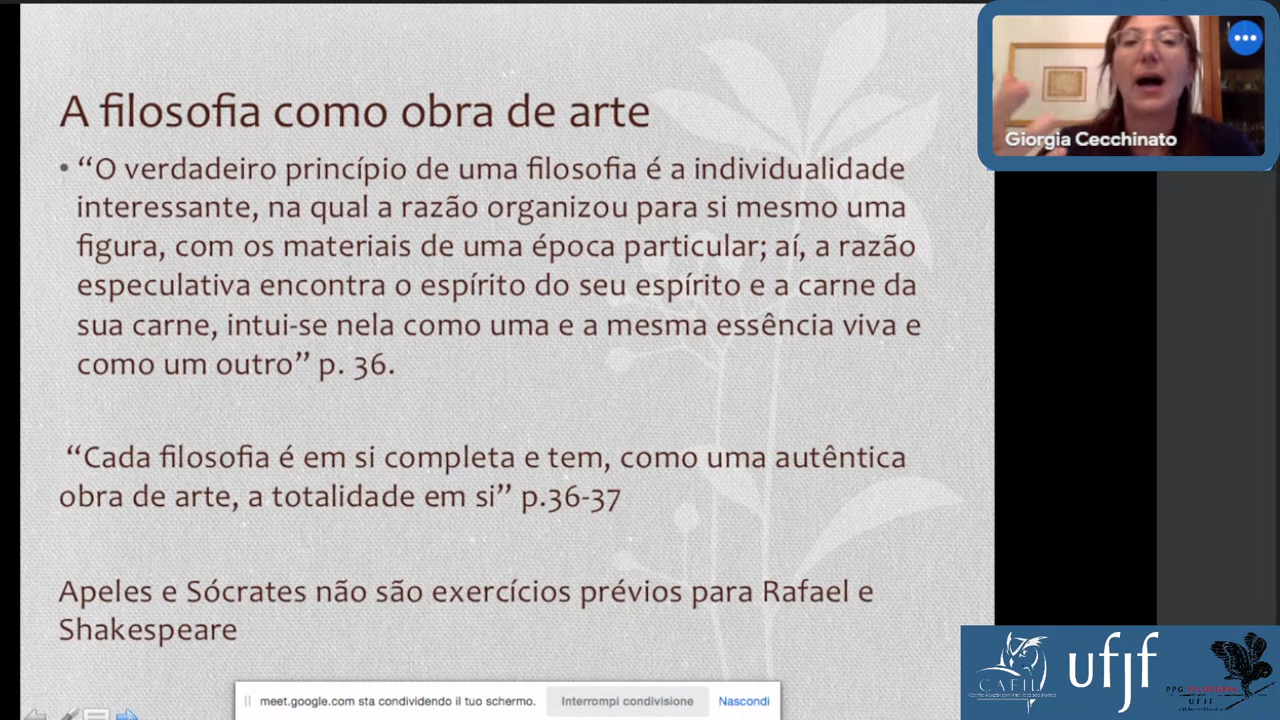 A filosofia como obra de arte
• “O verdadeiro princípio de uma filosofia é a individualidade
interessante, na qual a razão organizou para si mesmo uma
figura, com os materiais de uma época particular; aí, a razão
especulativa encontra o espírito do seu espírito e a carne da
sua carne, intui-se nela como uma e a mesma essência viva e
como um outro” p. 36.
“Cada filosofia é em si completa e tem, como uma autêntica
obra de arte, a totalidade em si” p.36-37
Apeles e Sócrates não são exercícios prévios para Rafael e
Shakespeare
Giorgia Cecchinato
meet.google.com sta condividendo il tuo schermo.
Interrompi condivisione
Nascondi
CAFIL
ufjf
PPG FILOSOFIA
UFJF